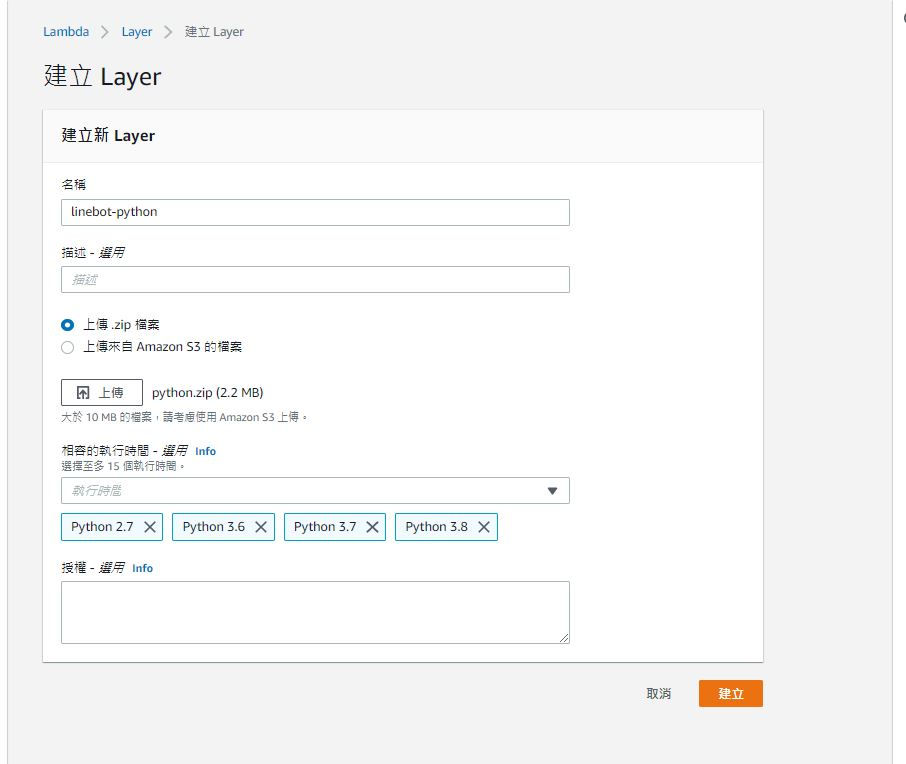 Lambda > Layer > 建立 Layer
建立 Layer
建立新 Layer
名稱
linebot-python
描述 - 選用
描述
上傳 .zip 檔案
上傳來自 Amazon S3 的檔案
上傳 python.zip (2.2 MB)
大於 10 MB 的檔案，請考慮使用 Amazon S3 上傳。
相容的執行時間 - 選用 Info
選擇至多 15 個執行時間。
執行時間
Python 2.7 Python 3.6 Python 3.7 Python 3.8
授權 - 選用 Info
取消 建立